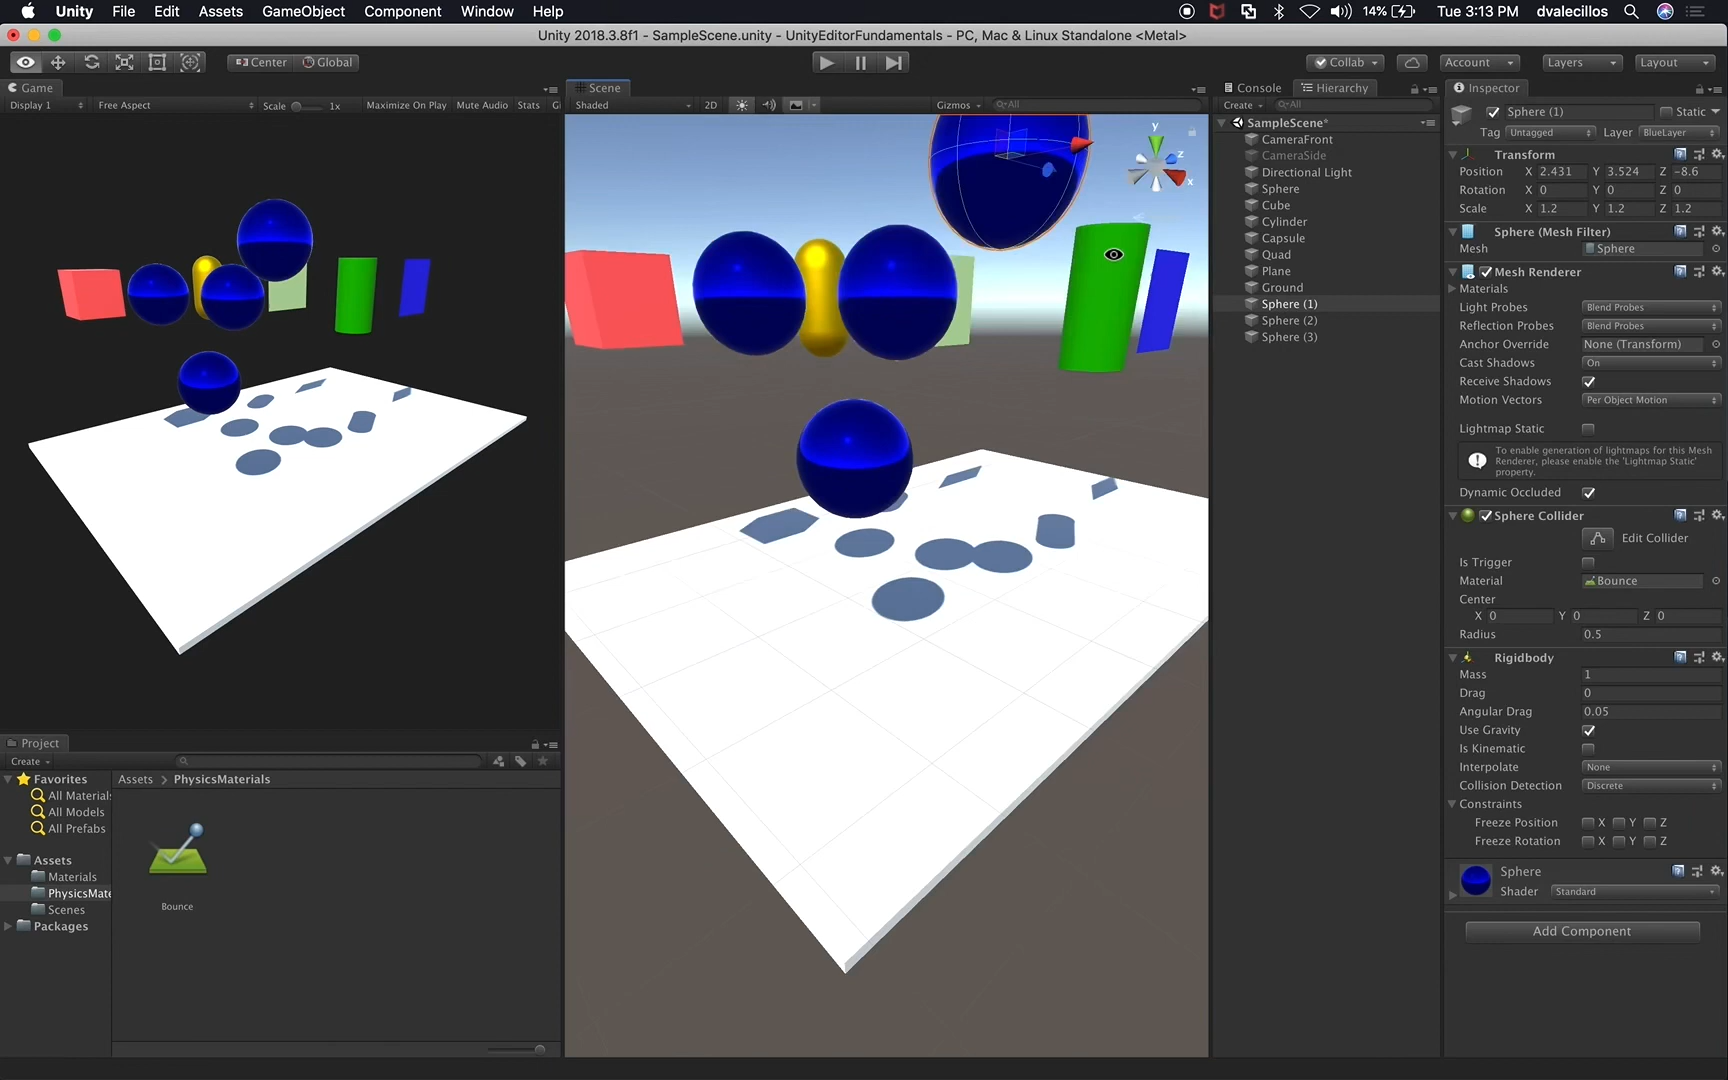 Unity File Edit Assets GameObject Component Window Help 14% Tue 3:13 PM dvalecillos
Unity 2018.3.8f1 - SampleScene.unity - UnityEditorFundamentals - PC, Mac & Linux Standalone <Metal>
Center Global Collab Account Layers Layout
Game
Display 1 Free Aspect Scale 1x Maximize On Play Mute Audio Stats Gi
Scene
Shaded 2D Gizmos All
y
z
x
Console Hierarchy
Create All
SampleScene*
CameraFront
CameraSide
Directional Light
Sphere
Cube
Cylinder
Capsule
Quad
Plane
Ground
Sphere (1)
Sphere (2)
Sphere (3)
Inspector
Sphere (1) Static
Tag Untagged Layer BlueLayer
Transform
Position X 2.431 Y 3.524 Z -8.6
Rotation X 0 Y 0 Z 0
Scale X 1.2 Y 1.2 Z 1.2
Sphere (Mesh Filter)
Mesh Sphere
Mesh Renderer
Materials
Light Probes Blend Probes
Reflection Probes Blend Probes
Anchor Override None (Transform)
Cast Shadows On
Receive Shadows
Motion Vectors Per Object Motion
Lightmap Static
To enable generation of lightmaps for this Mesh
Renderer, please enable the 'Lightmap Static'
property.
Dynamic Occluded
Sphere Collider
Edit Collider
Is Trigger
Material Bounce
Center
X 0 Y 0 Z 0
Radius 0.5
Rigidbody
Mass 1
Drag 0
Angular Drag 0.05
Use Gravity
Is Kinematic
Interpolate None
Collision Detection Discrete
Constraints
Freeze Position X Y Z
Freeze Rotation X Y Z
Sphere
Shader Standard
Add Component
Project
Create
Favorites
All Materials
All Models
All Prefabs
Assets
Materials
PhysicsMate
Scenes
Packages
Assets > PhysicsMaterials
Bounce